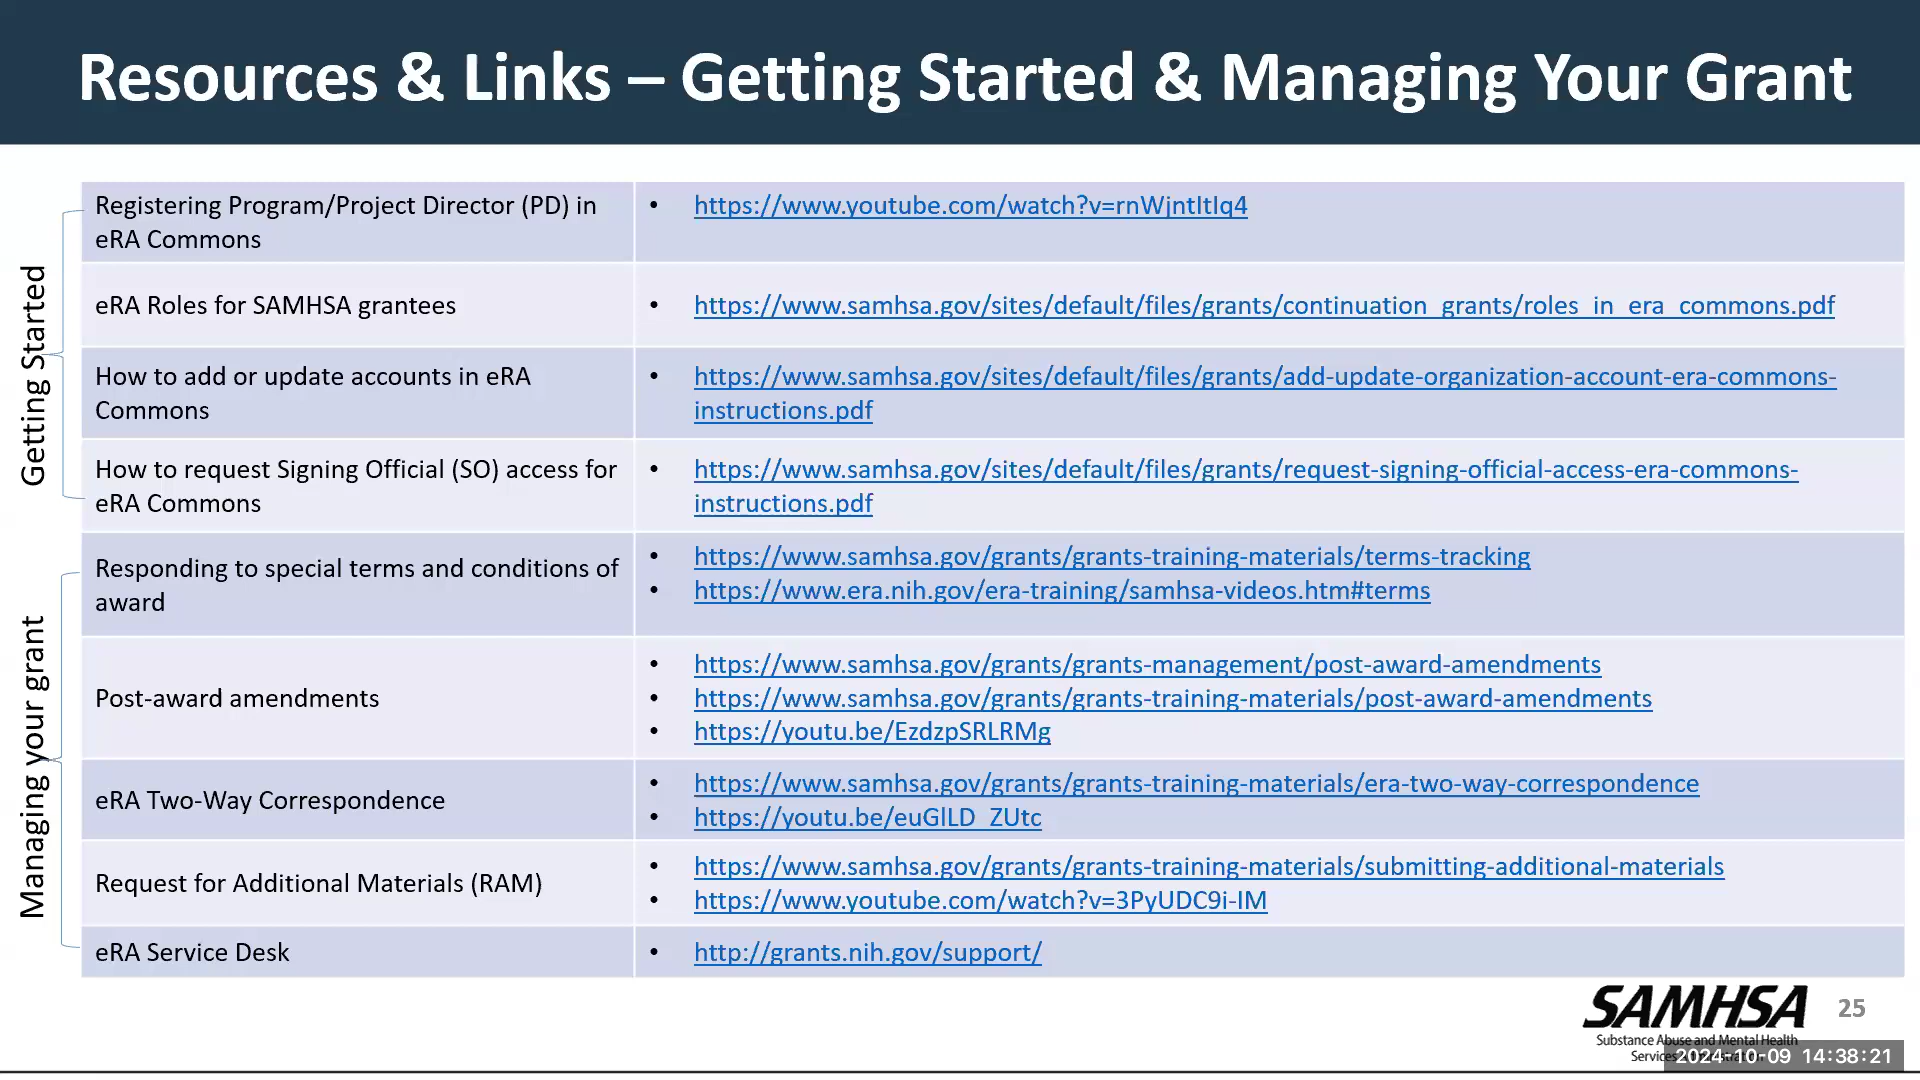 Resources & Links – Getting Started & Managing Your Grant
Getting Started
Registering Program/Project Director (PD) in
eRA Commons
• https://www.youtube.com/watch?v=rnWjntItIq4
eRA Roles for SAMHSA grantees
• https://www.samhsa.gov/sites/default/files/grants/continuation_grants/roles_in_era_commons.pdf
How to add or update accounts in eRA
Commons
• https://www.samhsa.gov/sites/default/files/grants/add-update-organization-account-era-commons-
instructions.pdf
How to request Signing Official (SO) access for
eRA Commons
• https://www.samhsa.gov/sites/default/files/grants/request-signing-official-access-era-commons-
instructions.pdf
Managing your grant
Responding to special terms and conditions of
award
• https://www.samhsa.gov/grants/grants-training-materials/terms-tracking
• https://www.era.nih.gov/era-training/samhsa-videos.htm#terms
Post-award amendments
• https://www.samhsa.gov/grants/grants-management/post-award-amendments
• https://www.samhsa.gov/grants/grants-training-materials/post-award-amendments
• https://youtu.be/EzdzpSRLRMg
eRA Two-Way Correspondence
• https://www.samhsa.gov/grants/grants-training-materials/era-two-way-correspondence
• https://youtu.be/euGlLD_ZUtc
Request for Additional Materials (RAM)
• https://www.samhsa.gov/grants/grants-training-materials/submitting-additional-materials
• https://www.youtube.com/watch?v=3PyUDC9i-IM
eRA Service Desk
• http://grants.nih.gov/support/
SAMHSA
Substance Abuse and Mental Health
Services
25
2024-10-09 14:38:21